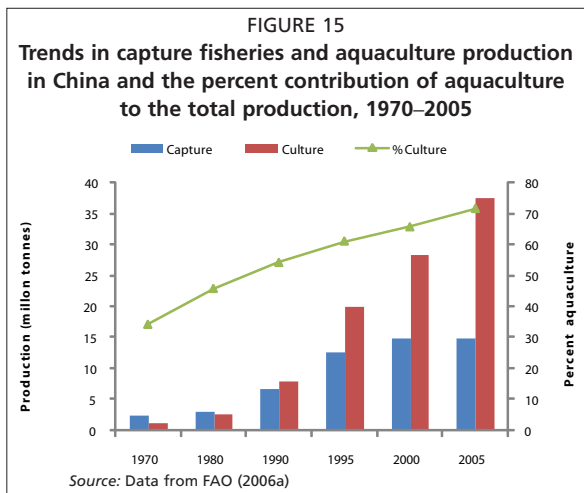 FIGURE 15
Trends in capture fisheries and aquaculture production
in China and the percent contribution of aquaculture
to the total production, 1970–2005
Capture Culture %Culture
40 80
35 70
30 60
25 50
20 40
15 30
10 20
5 10
0 0
Production (millon tonnes)
Percent aquaculture
1970 1980 1990 1995 2000 2005
Source: Data from FAO (2006a)